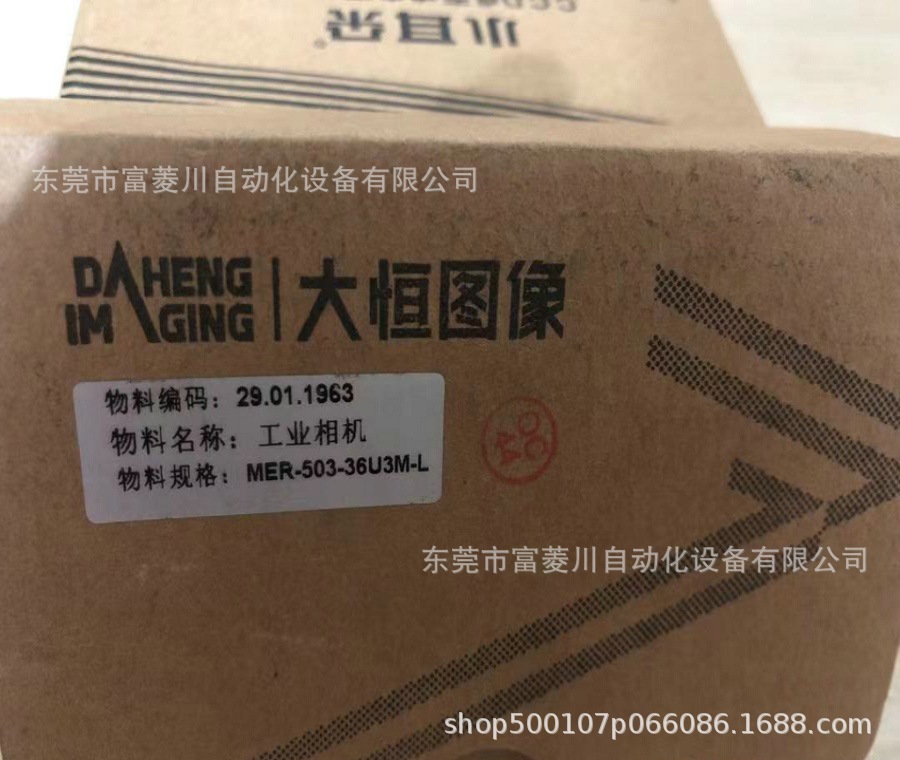 小耳朵®
东莞市富菱川自动化设备有限公司
DAHENG IMAGING | 大恒图像
物料编码：29.01.1963
物料名称：工业相机
物料规格：MER-503-36U3M-L
东莞市富菱川自动化设备有限公司
shop500107p066086.1688.com